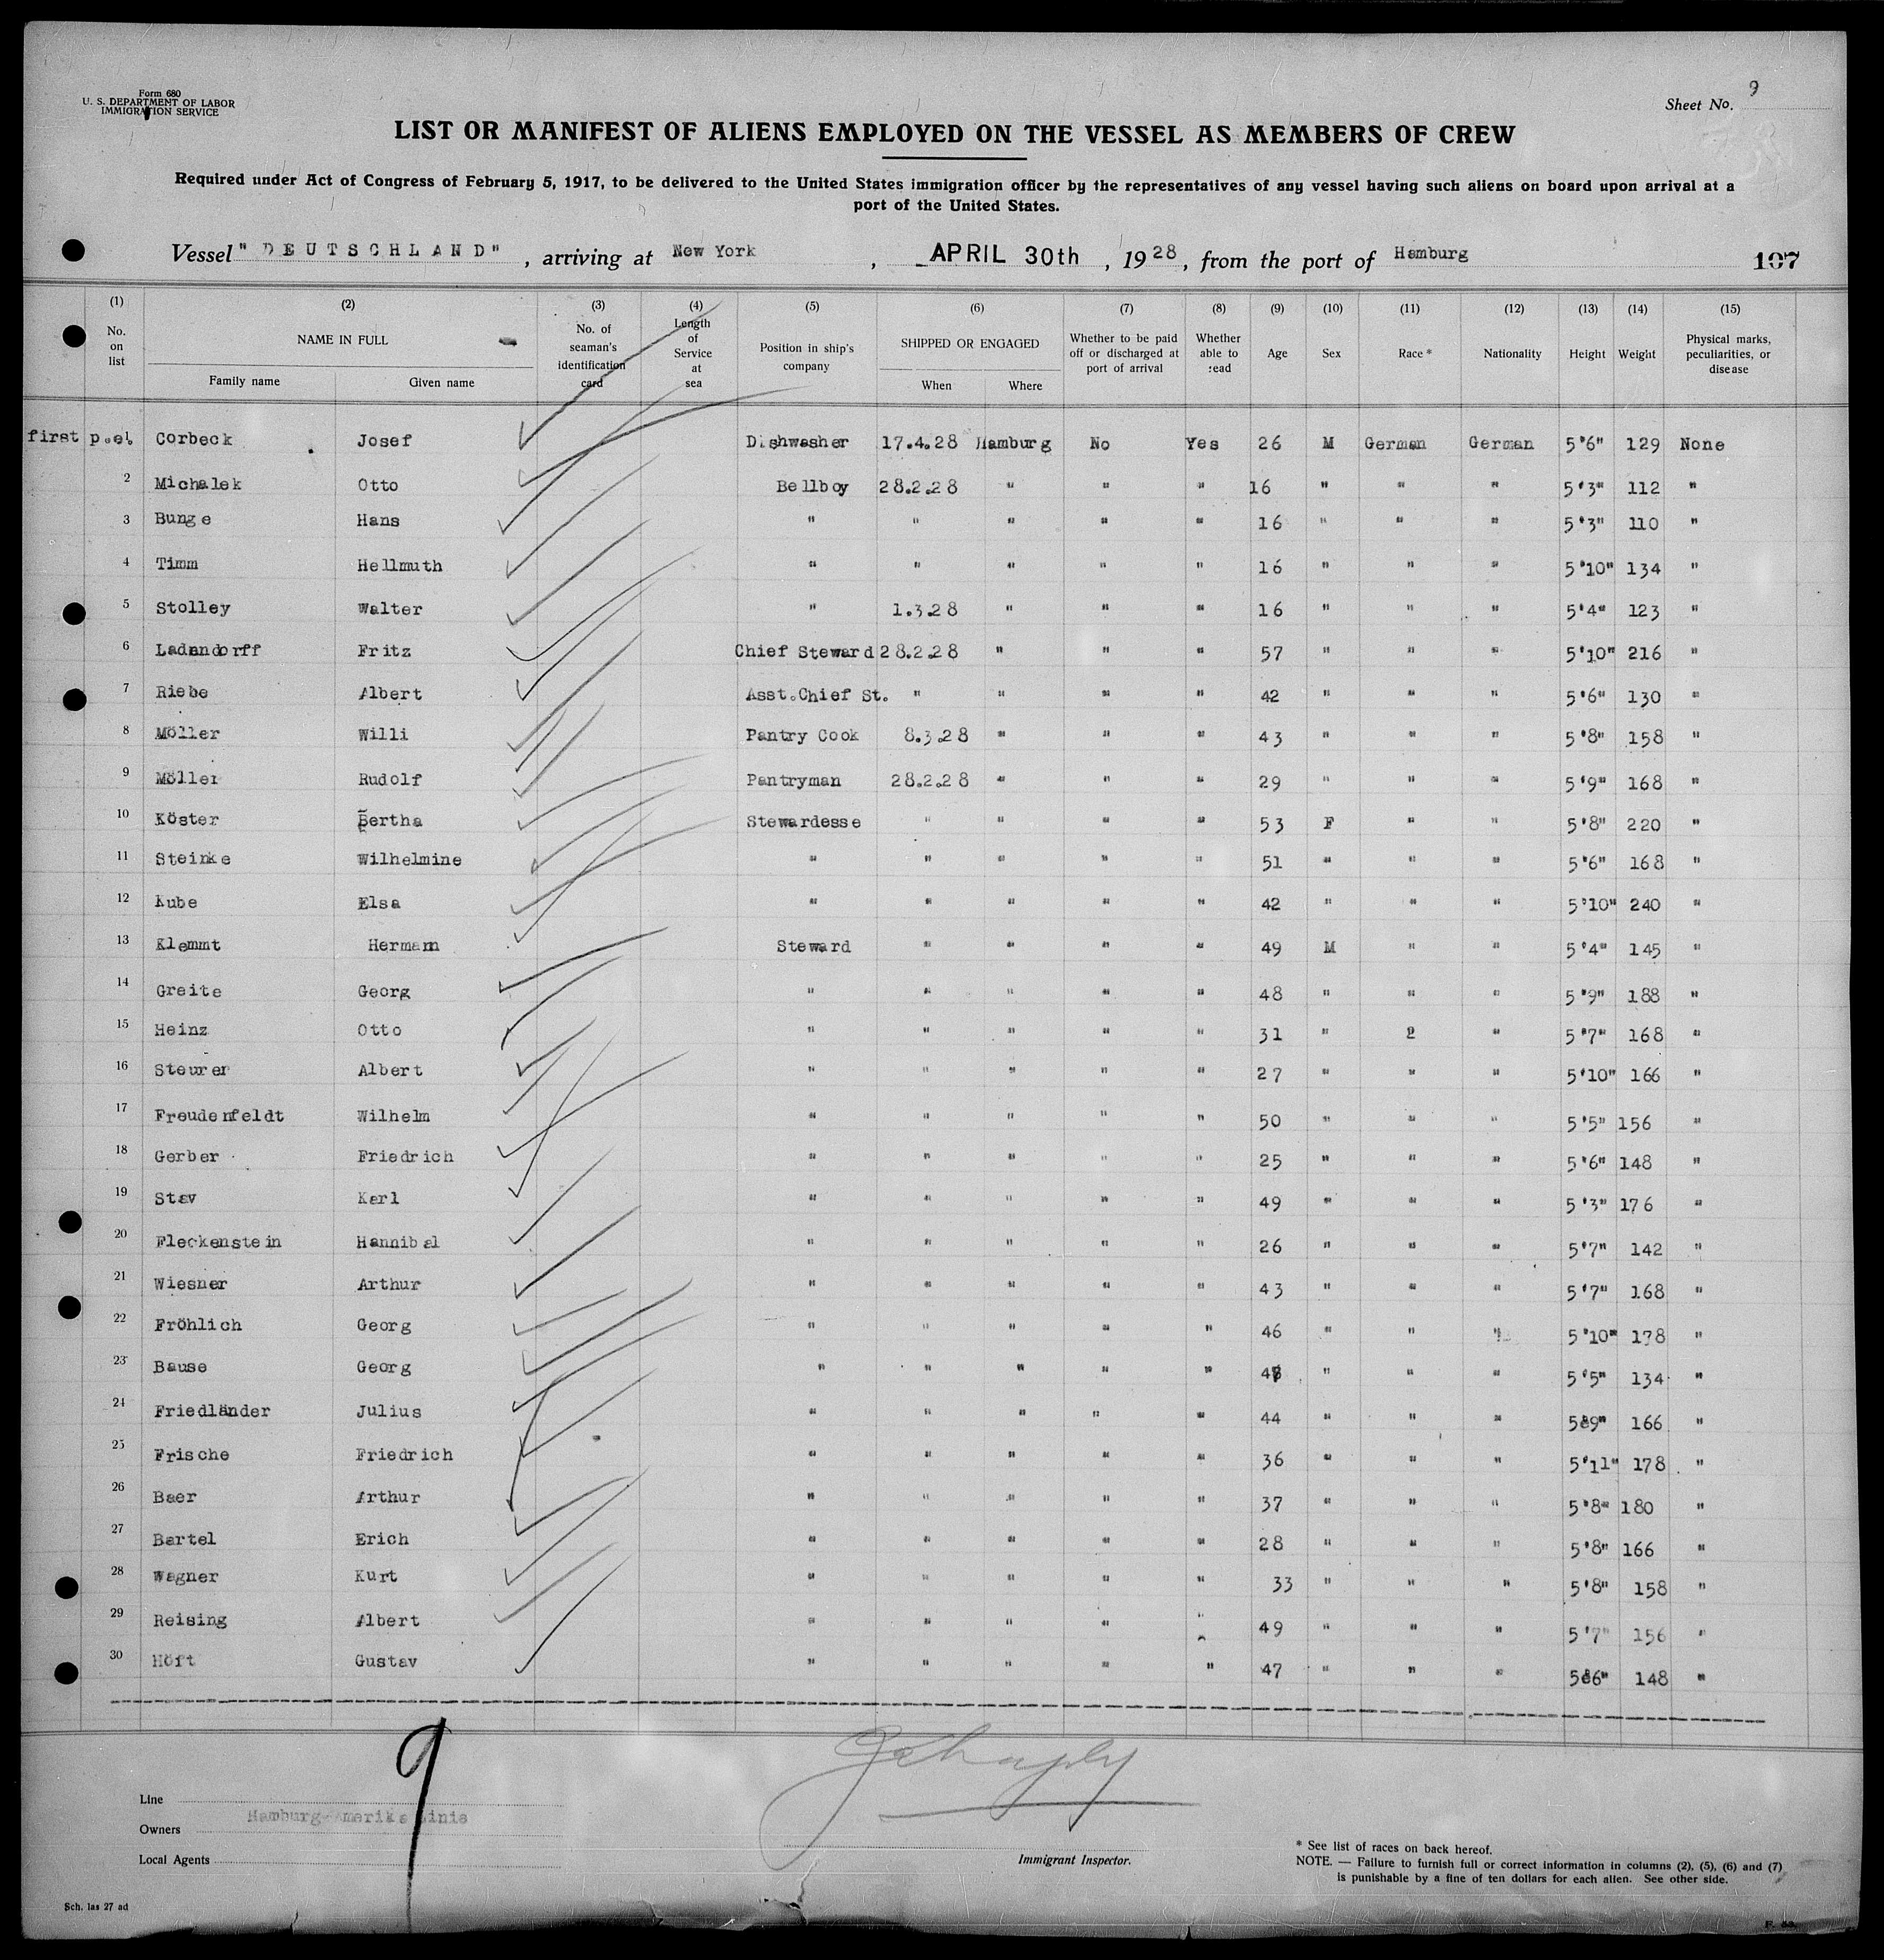 Form 680
U. S. DEPARTMENT OF LABOR
IMMIGRATION SERVICE
Sheet No. 9
LIST OR MANIFEST OF ALIENS EMPLOYED ON THE VESSEL AS MEMBERS OF CREW
Required under Act of Congress of February 5, 1917, to be delivered to the United States immigration officer by the representatives of any vessel having such aliens on board upon arrival at a
port of the United States.
Vessel "DEUTSCHLAND", arriving at New York, APRIL 30th, 1928, from the port of Hamburg 107
(1) (2) (3) (4) (5) (6) (7) (8) (9) (10) (11) (12) (13) (14) (15)
No. on list NAME IN FULL Family name Given name No. of seaman's identification card Length of Service at sea Position in ship's company SHIPPED OR ENGAGED When Where Whether to be paid off or discharged at port of arrival Whether able to read Age Sex Race * Nationality Height Weight Physical marks, peculiarities, or disease
first p.el. Corbeck Josef Dishwasher 17.4.28 Hamburg No Yes 26 M German German 5'6" 129 None
2 Michalek Otto Bellboy 28.2.28 " " " 16 " " " 5'3" 112 "
3 Bunge Hans " " " " " 16 " " " 5'3" 110 "
4 Timm Hellmuth " " " " " 16 " " " 5'10" 134 "
5 Stolley Walter " 1.3.28 " " " 16 " " " 5'4" 123 "
6 Ladendorff Fritz Chief Steward 28.2.28 " " " 57 " " " 5'10" 216 "
7 Riebe Albert Asst.Chief St. " " " " 42 " " " 5'6" 130 "
8 Möller Willi Pantry Cook 8.3.28 " " " 43 " " " 5'8" 158 "
9 Möller Rudolf Pantryman 28.2.28 " " " 29 " " " 5'9" 168 "
10 Köster Bertha Stewardesse " " " " 53 F " " 5'8" 220 "
11 Steinke Wilhelmine " " " " " 51 " " " 5'6" 168 "
12 Kube Elsa " " " " " 42 " " " 5'10" 240 "
13 Klemmt Hermann Steward " " " " 49 M " " 5'4" 145 "
14 Greite Georg " " " " " 48 " " " 5'9" 188 "
15 Heinz Otto " " " " " 31 " 2 " 5'7" 168 "
16 Steurer Albert " " " " " 27 " " " 5'10" 166 "
17 Freudenfeldt Wilhelm " " " " " 50 " " " 5'5" 156 "
18 Gerber Friedrich " " " " " 25 " " " 5'6" 148 "
19 Stav Karl " " " " " 49 " " " 5'3" 176 "
20 Fleckenstein Hannibal " " " " " 26 " " " 5'7" 142 "
21 Wiesner Arthur " " " " " 43 " " " 5'7" 168 "
22 Fröhlich Georg " " " " " 46 " " " 5'10" 178 "
23 Bause Georg " " " " " " " " 5'5" 134 "
24 Friedländer Julius " " " " " 44 " " " 589" 166 "
25 Frische Friedrich " " " " " 36 " " " 5'11" 178 "
26 Baer Arthur " " " " " 37 " " " 5'8" 180 "
27 Bartel Erich " " " " " 28 " " " 5'8" 166 "
28 Wagner Kurt " " " " " 33 " " " 5'8" 158 "
29 Reising Albert " " " " " 49 " " " 5'7" 156 "
30 Höft Gustav " " " " " 47 " " " 586" 148 "
9
Line
Hamburg-Amerika Linie
Owners
Local Agents
Immigrant Inspector.
* See list of races on back hereof.
NOTE. — Failure to furnish full or correct information in columns (2), (5), (6) and (7)
is punishable by a fine of ten dollars for each alien. See other side.
Sch. las 27 ad